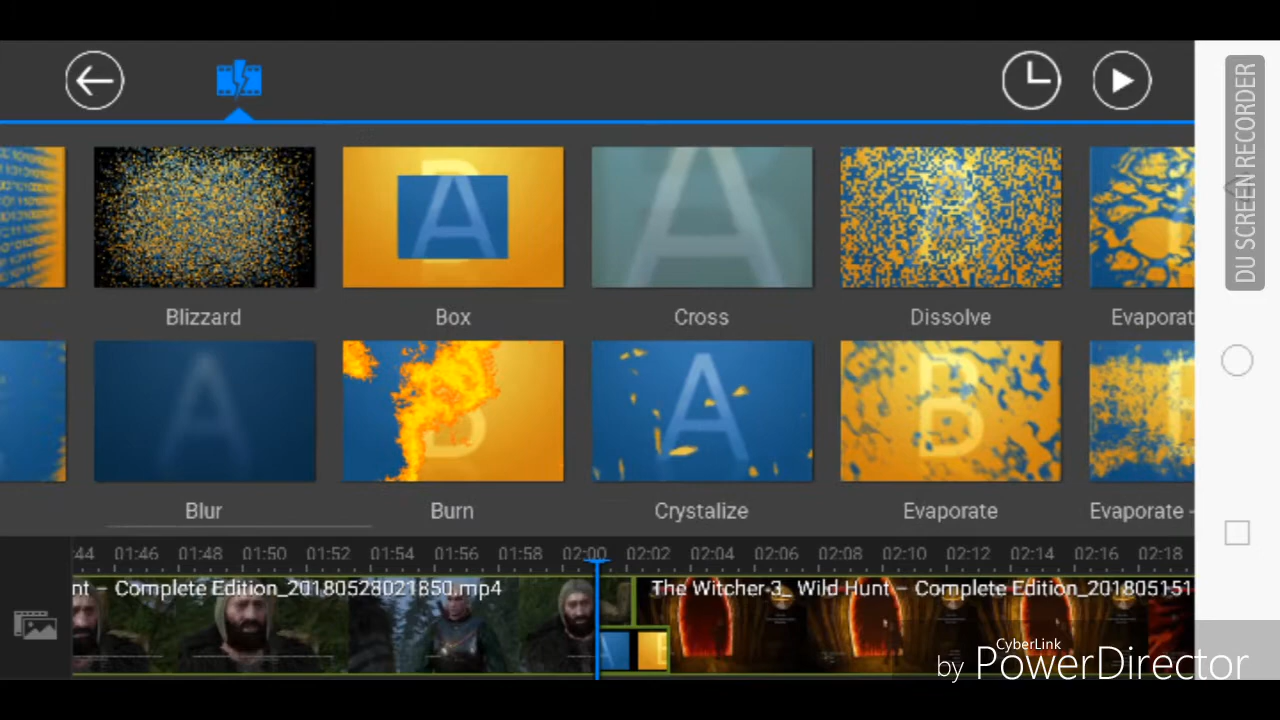 DU SCREEN RECORDER
A
B
A
A
Blizzard
Box
Cross
Dissolve
Evaporat
A
B
A
B
Blur
Burn
Crystalize
Evaporate
Evaporate -
:44 01:46 01:48 01:50 01:52 01:54 01:56 01:58 02:00 02:02 02:04 02:06 02:08 02:10 02:12 02:14 02:16 02:18
nt – Complete Edition_20180528021850.mp4
The Witcher-3_ Wild Hunt – Complete Edition_201805151
CyberLink
by PowerDirector